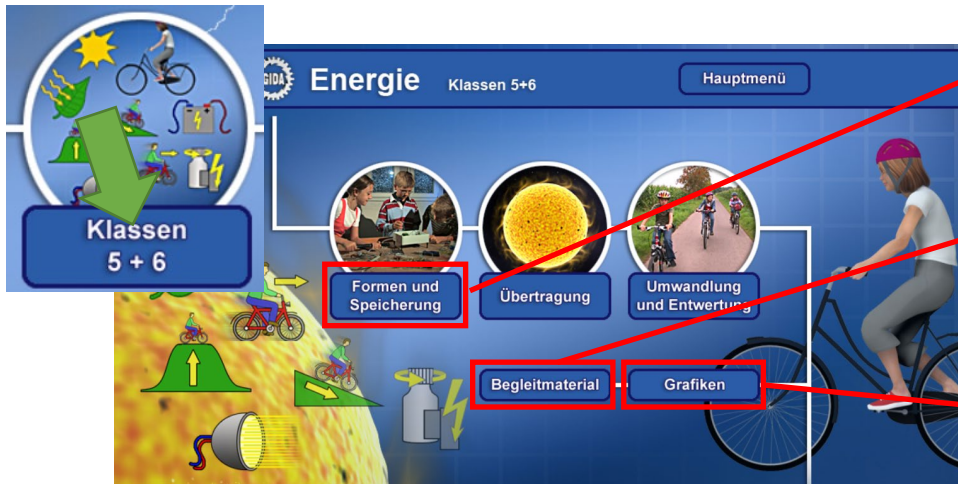 Klassen
5 + 6
GIDA
Energie
Klassen 5+6
Hauptmenü
Formen und
Speicherung
Übertragung
Umwandlung
und Entwertung
Begleitmaterial
Grafiken